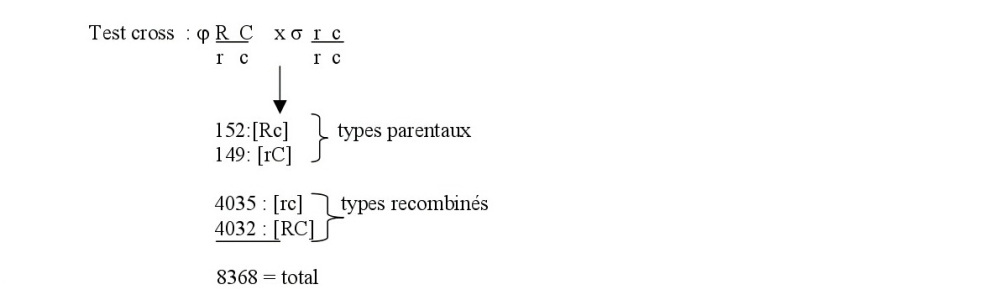 Test cross : φ R C x σ r c
r c r c
152:[Rc]
149: [rC]
types parentaux
4035 : [rc]
4032 : [RC]
types recombinés
8368 = total